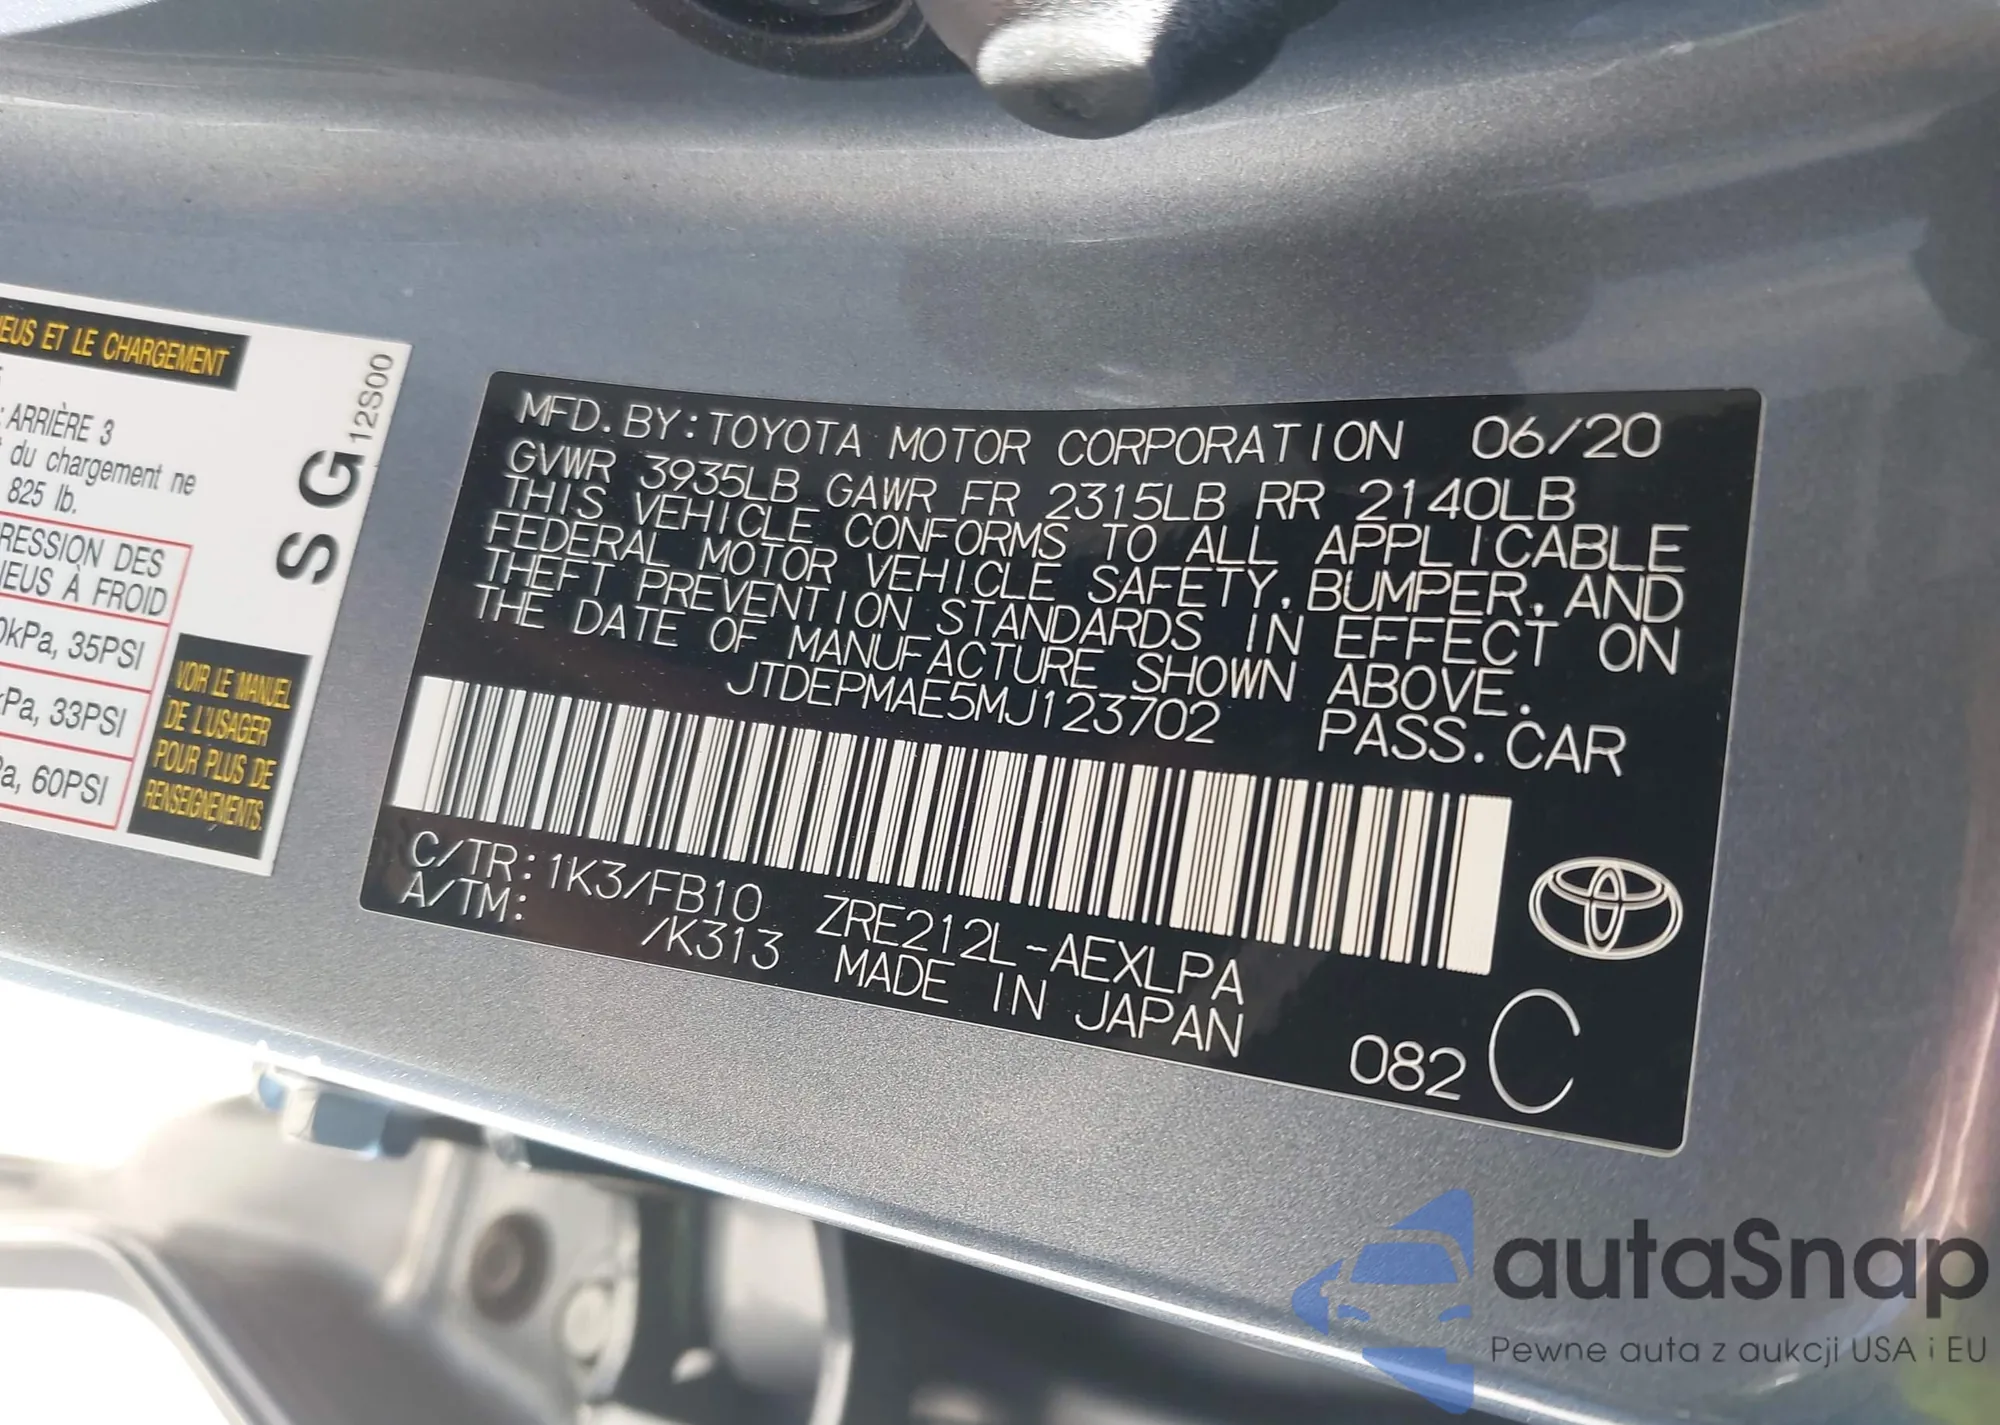 EUS ET LE CHARGEMENT
: ARRIÈRE 3
du chargement ne
825 lb.
RESSION DES
IEUS À FROID
0kPa, 35PSI
kPa, 33PSI
Pa, 60PSI
SG12S00
VOIR LE MANUEL
DE L'USAGER
POUR PLUS DE
RENSEIGNEMENTS.
MFD.BY:TOYOTA MOTOR CORPORATION 06/20
GVWR 3935LB GAWR FR 2315LB RR 2140LB
THIS VEHICLE CONFORMS TO ALL APPLICABLE
FEDERAL MOTOR VEHICLE SAFETY,BUMPER,AND
THEFT PREVENTION STANDARDS IN EFFECT ON
THE DATE OF MANUFACTURE SHOWN ABOVE.
JTDEPMAE5MJ123702 PASS.CAR
C/TR:1K3/FB10 ZRE212L-AEXLPA
A/TM: /K313 MADE IN JAPAN
082 C
autaSnap
Pewne auta z aukcji USA i EU